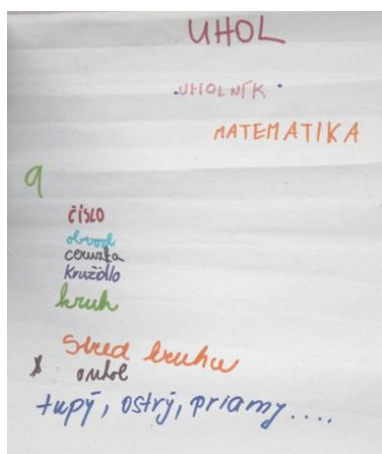 UHOL
UHOLNÍK
MATEMATIKA
9
číslo
obvod
ceruzka
Kružidlo
kruh
Stred kruhu
x
tupý, ostrý, priamy....